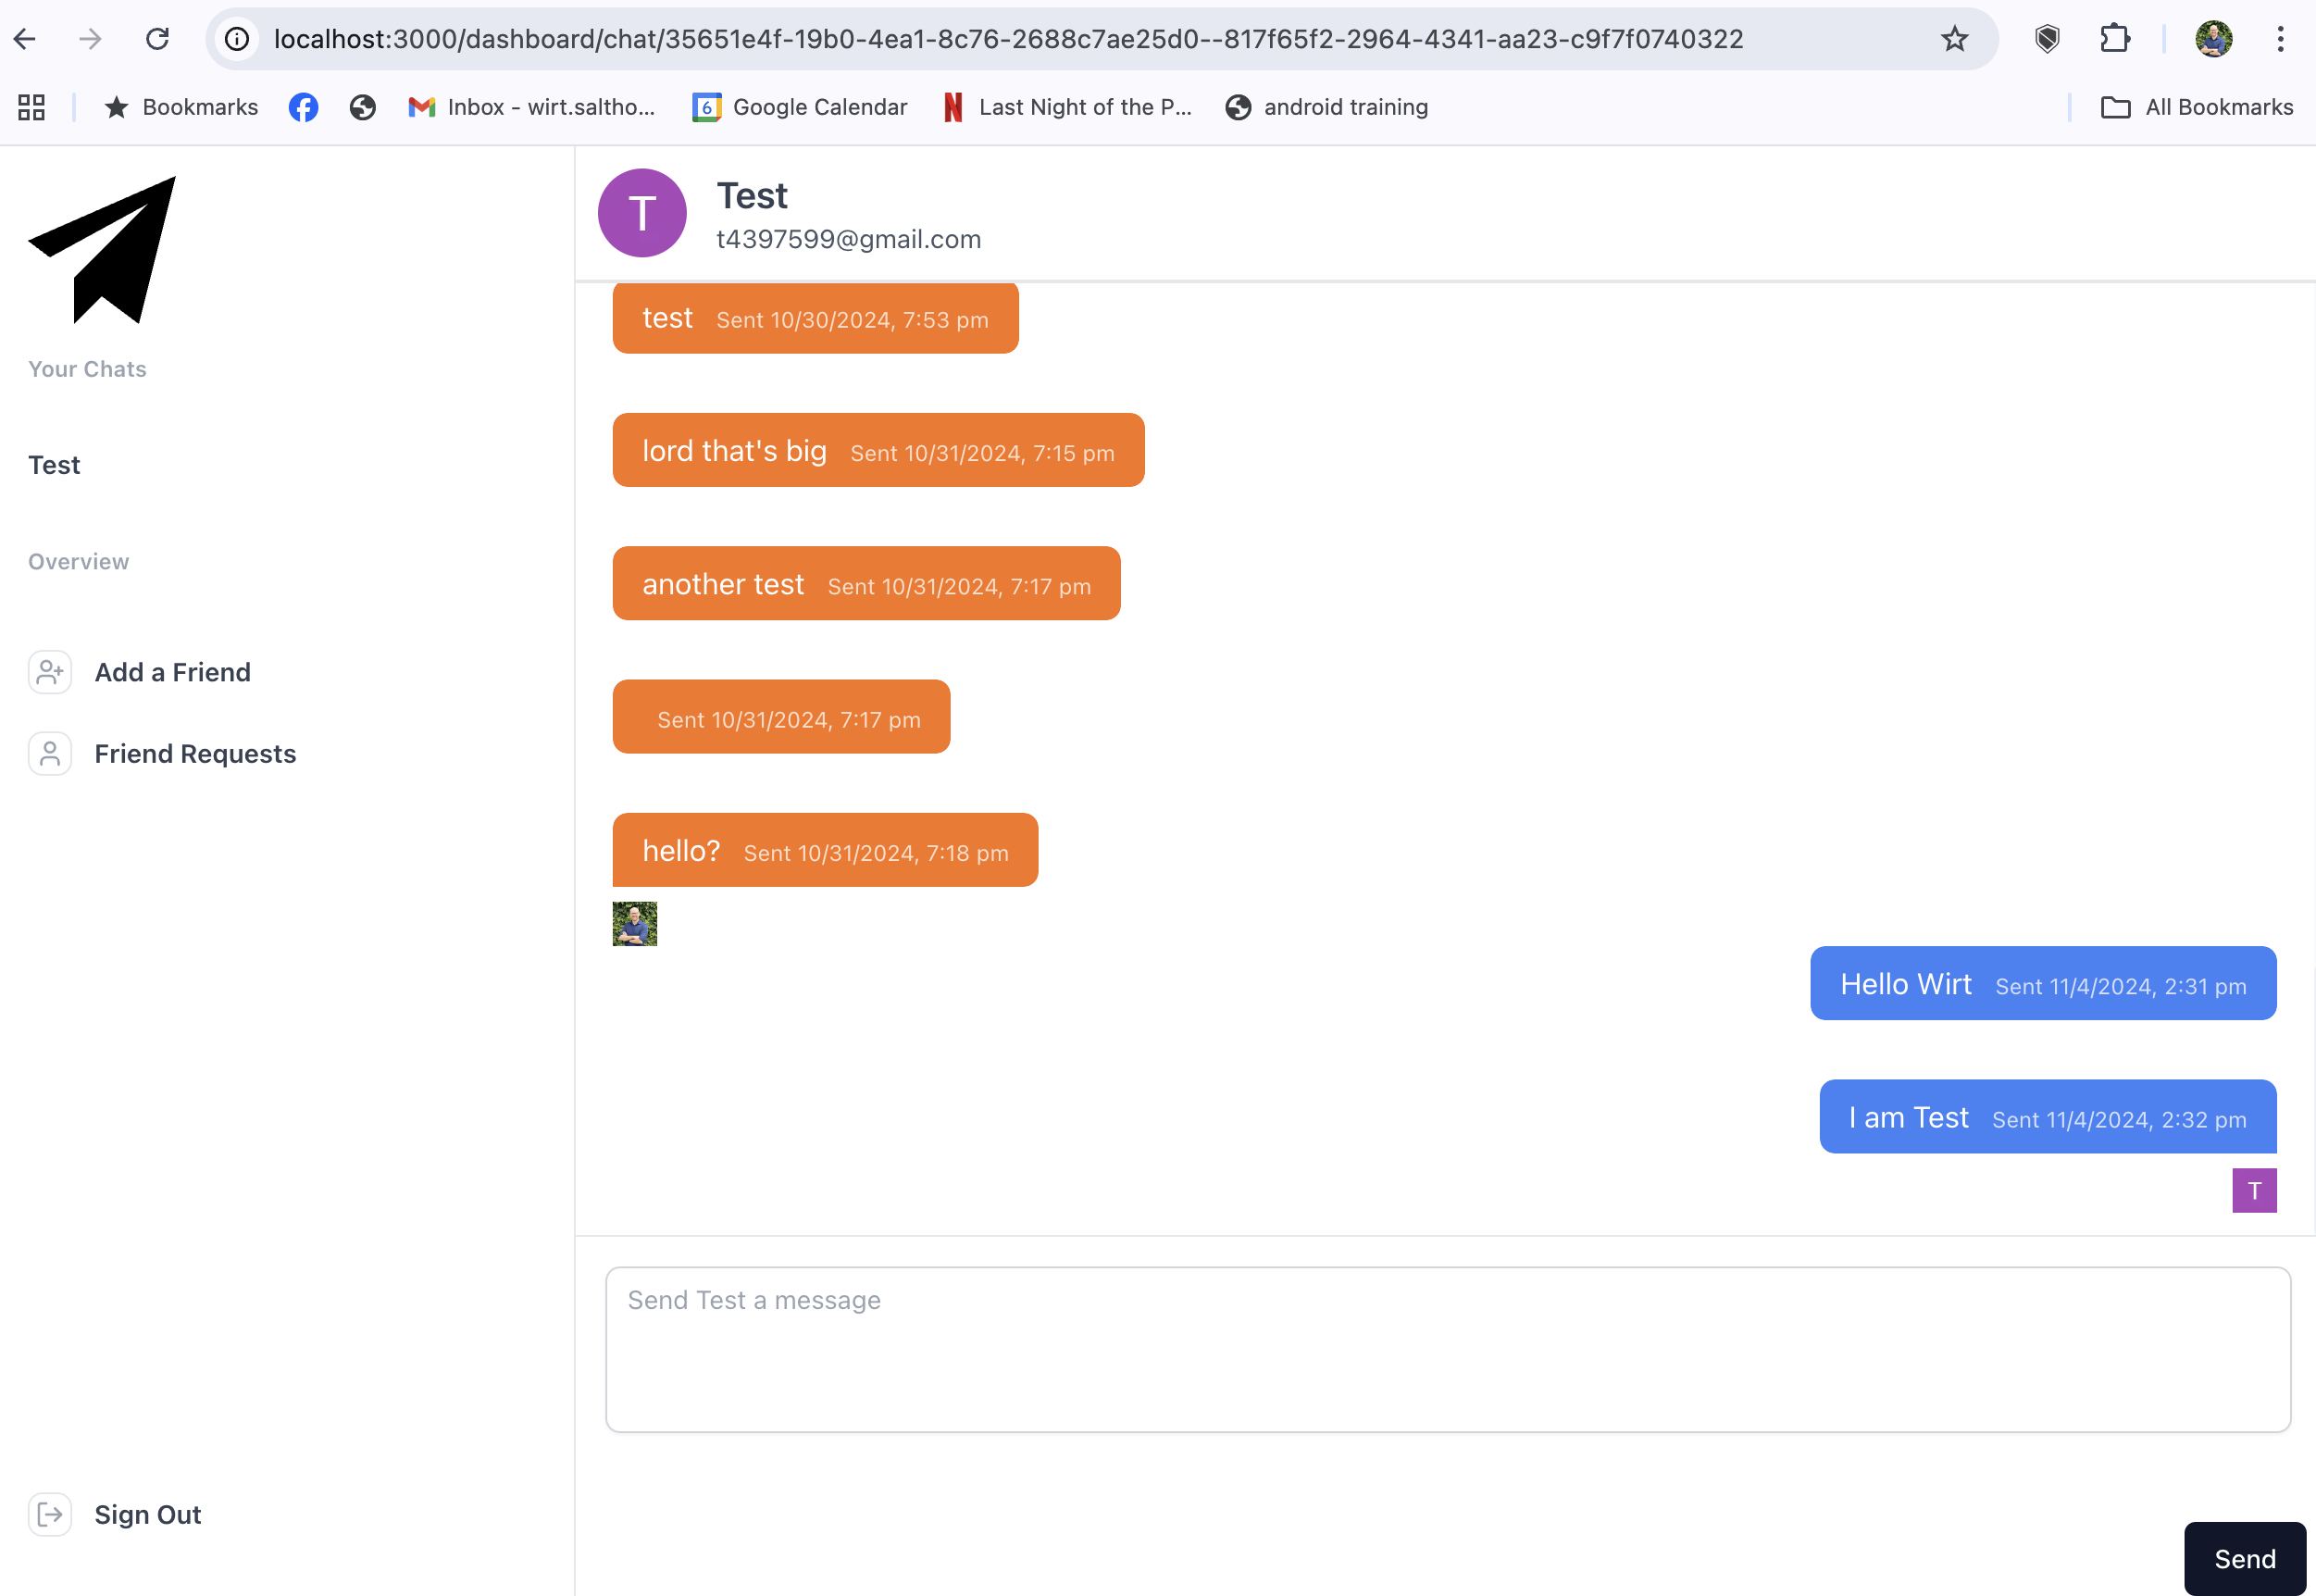 localhost:3000/dashboard/chat/35651e4f-19b0-4ea1-8c76-2688c7ae25d0--817f65f2-2964-4341-aa23-c9f7f0740322
Bookmarks Inbox - wirt.saltho... 6 Google Calendar Last Night of the P... android training All Bookmarks
T
Test
t4397599@gmail.com
Your Chats
Test
Overview
Add a Friend
Friend Requests
Sign Out
test Sent 10/30/2024, 7:53 pm
lord that's big Sent 10/31/2024, 7:15 pm
another test Sent 10/31/2024, 7:17 pm
Sent 10/31/2024, 7:17 pm
hello? Sent 10/31/2024, 7:18 pm
Hello Wirt Sent 11/4/2024, 2:31 pm
I am Test Sent 11/4/2024, 2:32 pm
T
Send Test a message
Send